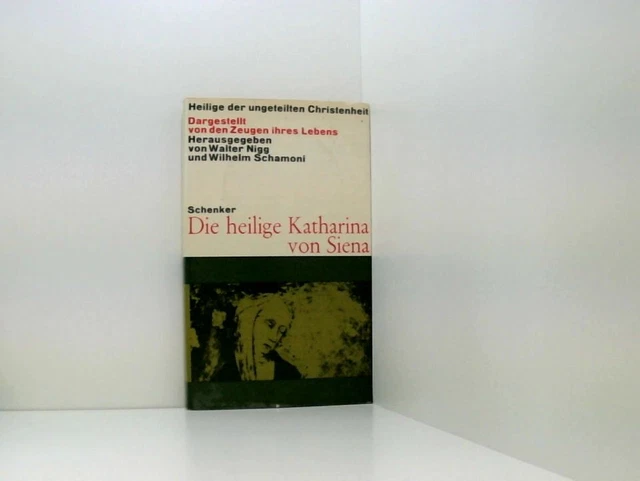 Heilige der ungeteilten Christenheit
Dargestellt
von den Zeugen ihres Lebens
Herausgegeben
von Walter Nigg
und Wilhelm Schamoni
Schenker
Die heilige Katharina
von Siena